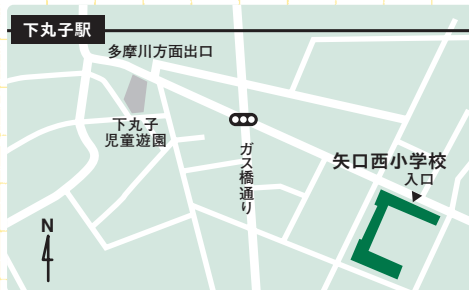 下丸子駅
多摩川方面出口
下丸子
児童遊園
ガス橋通り
矢口西小学校
入口
N